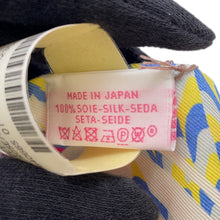 MADE IN JAPAN
100%SOIE-SILK-SEDA
SETA-SEIDE